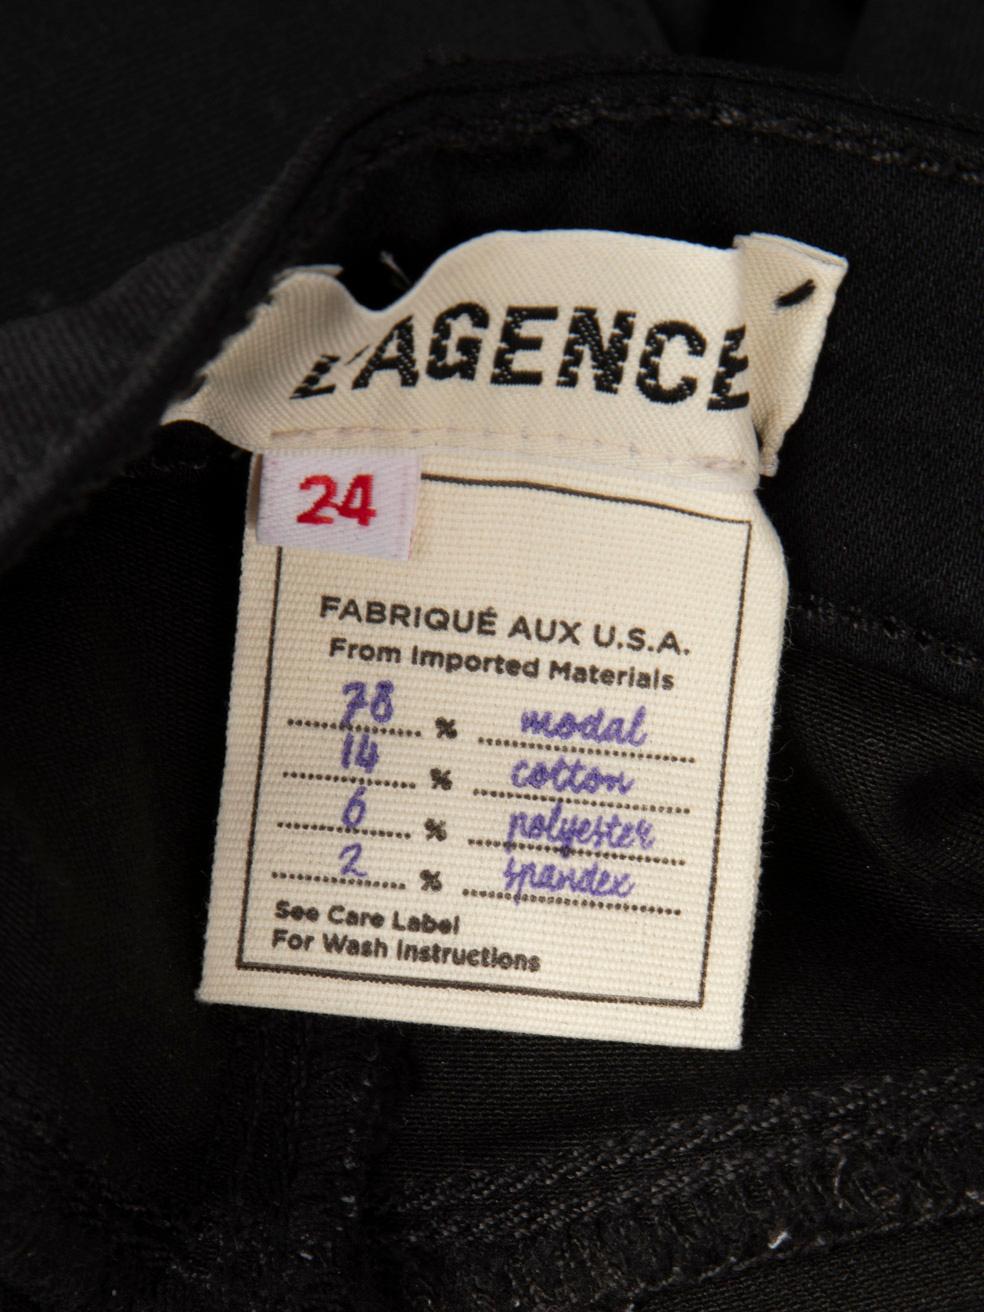 L'AGENCE
24
FABRIQUÉ AUX U.S.A.
From Imported Materials
78 % modal
14 % cotton
6 % polyester
2 % spandex
See Care Label
For Wash Instructions